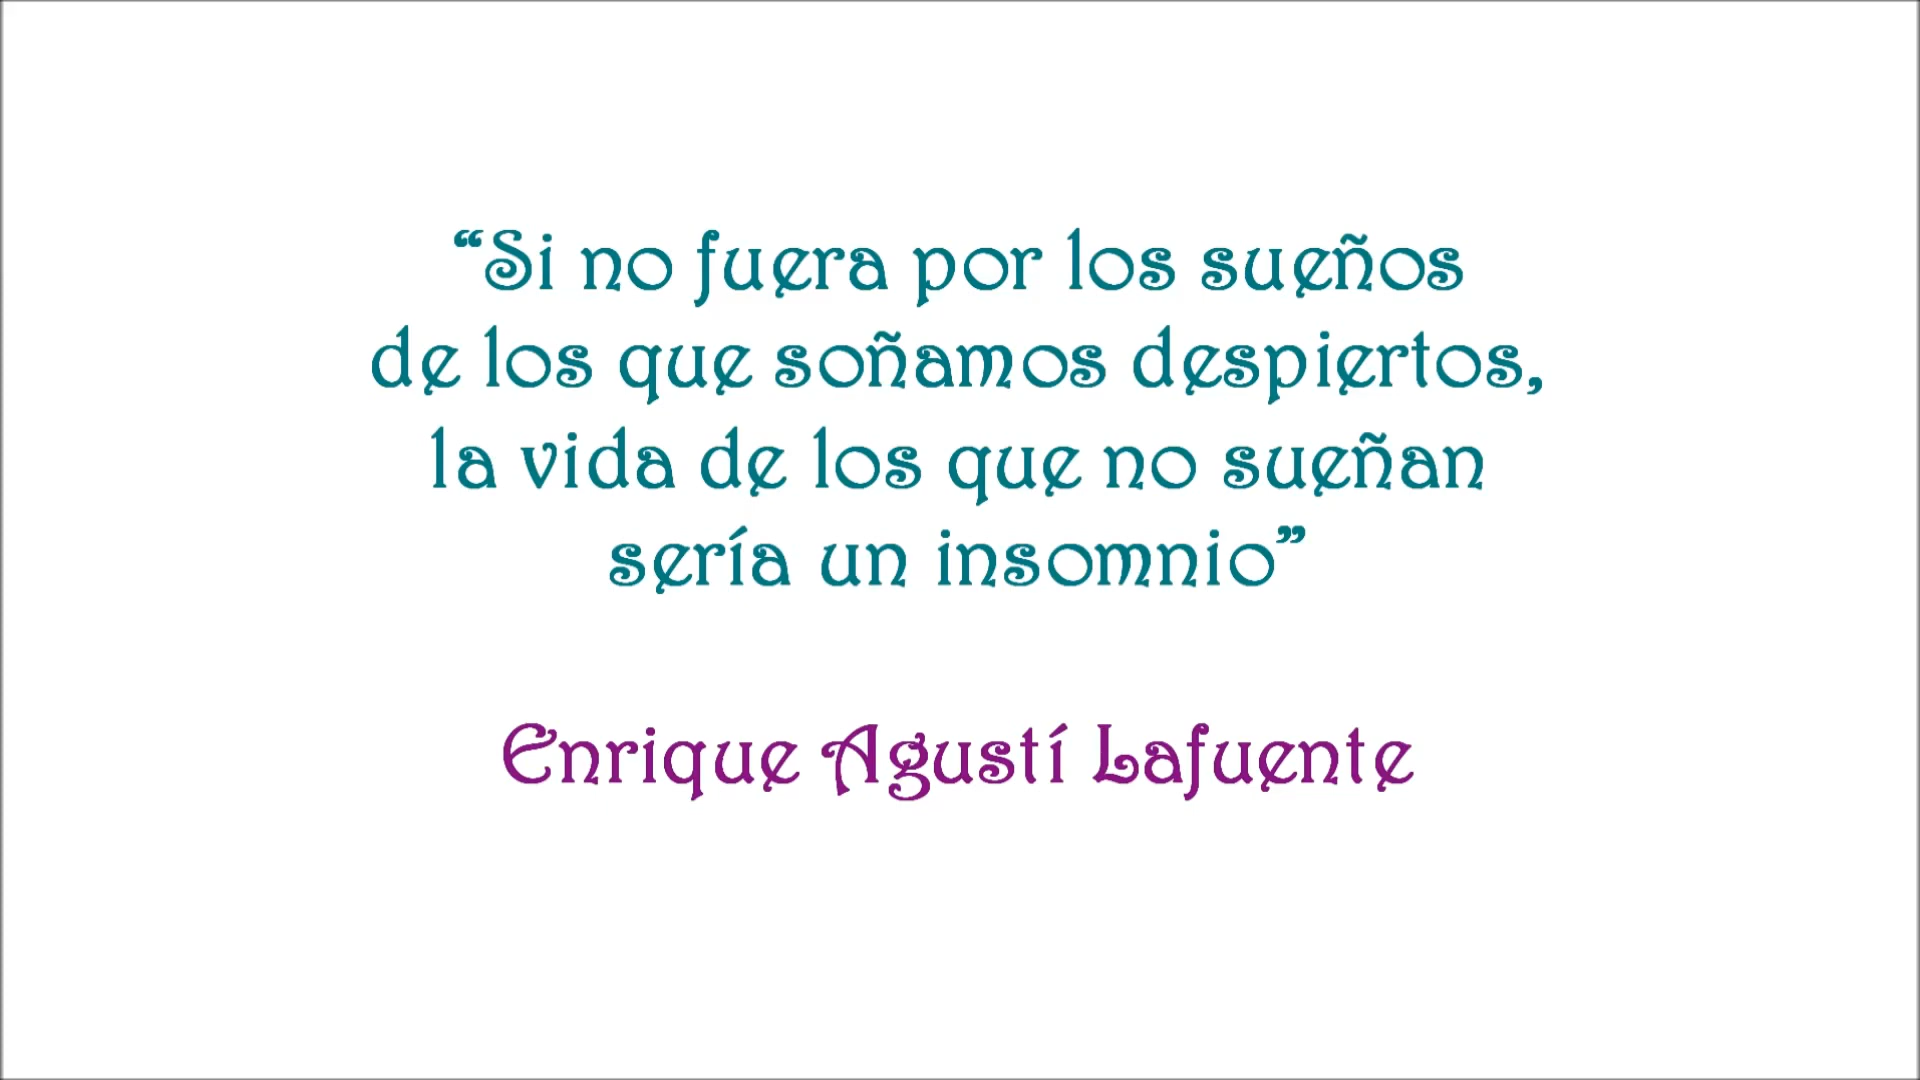 “Si no fuera por los sueños
de los que soñamos despiertos,
la vida de los que no sueñan
sería un insomnio”
Enrique Agustí Lafuente